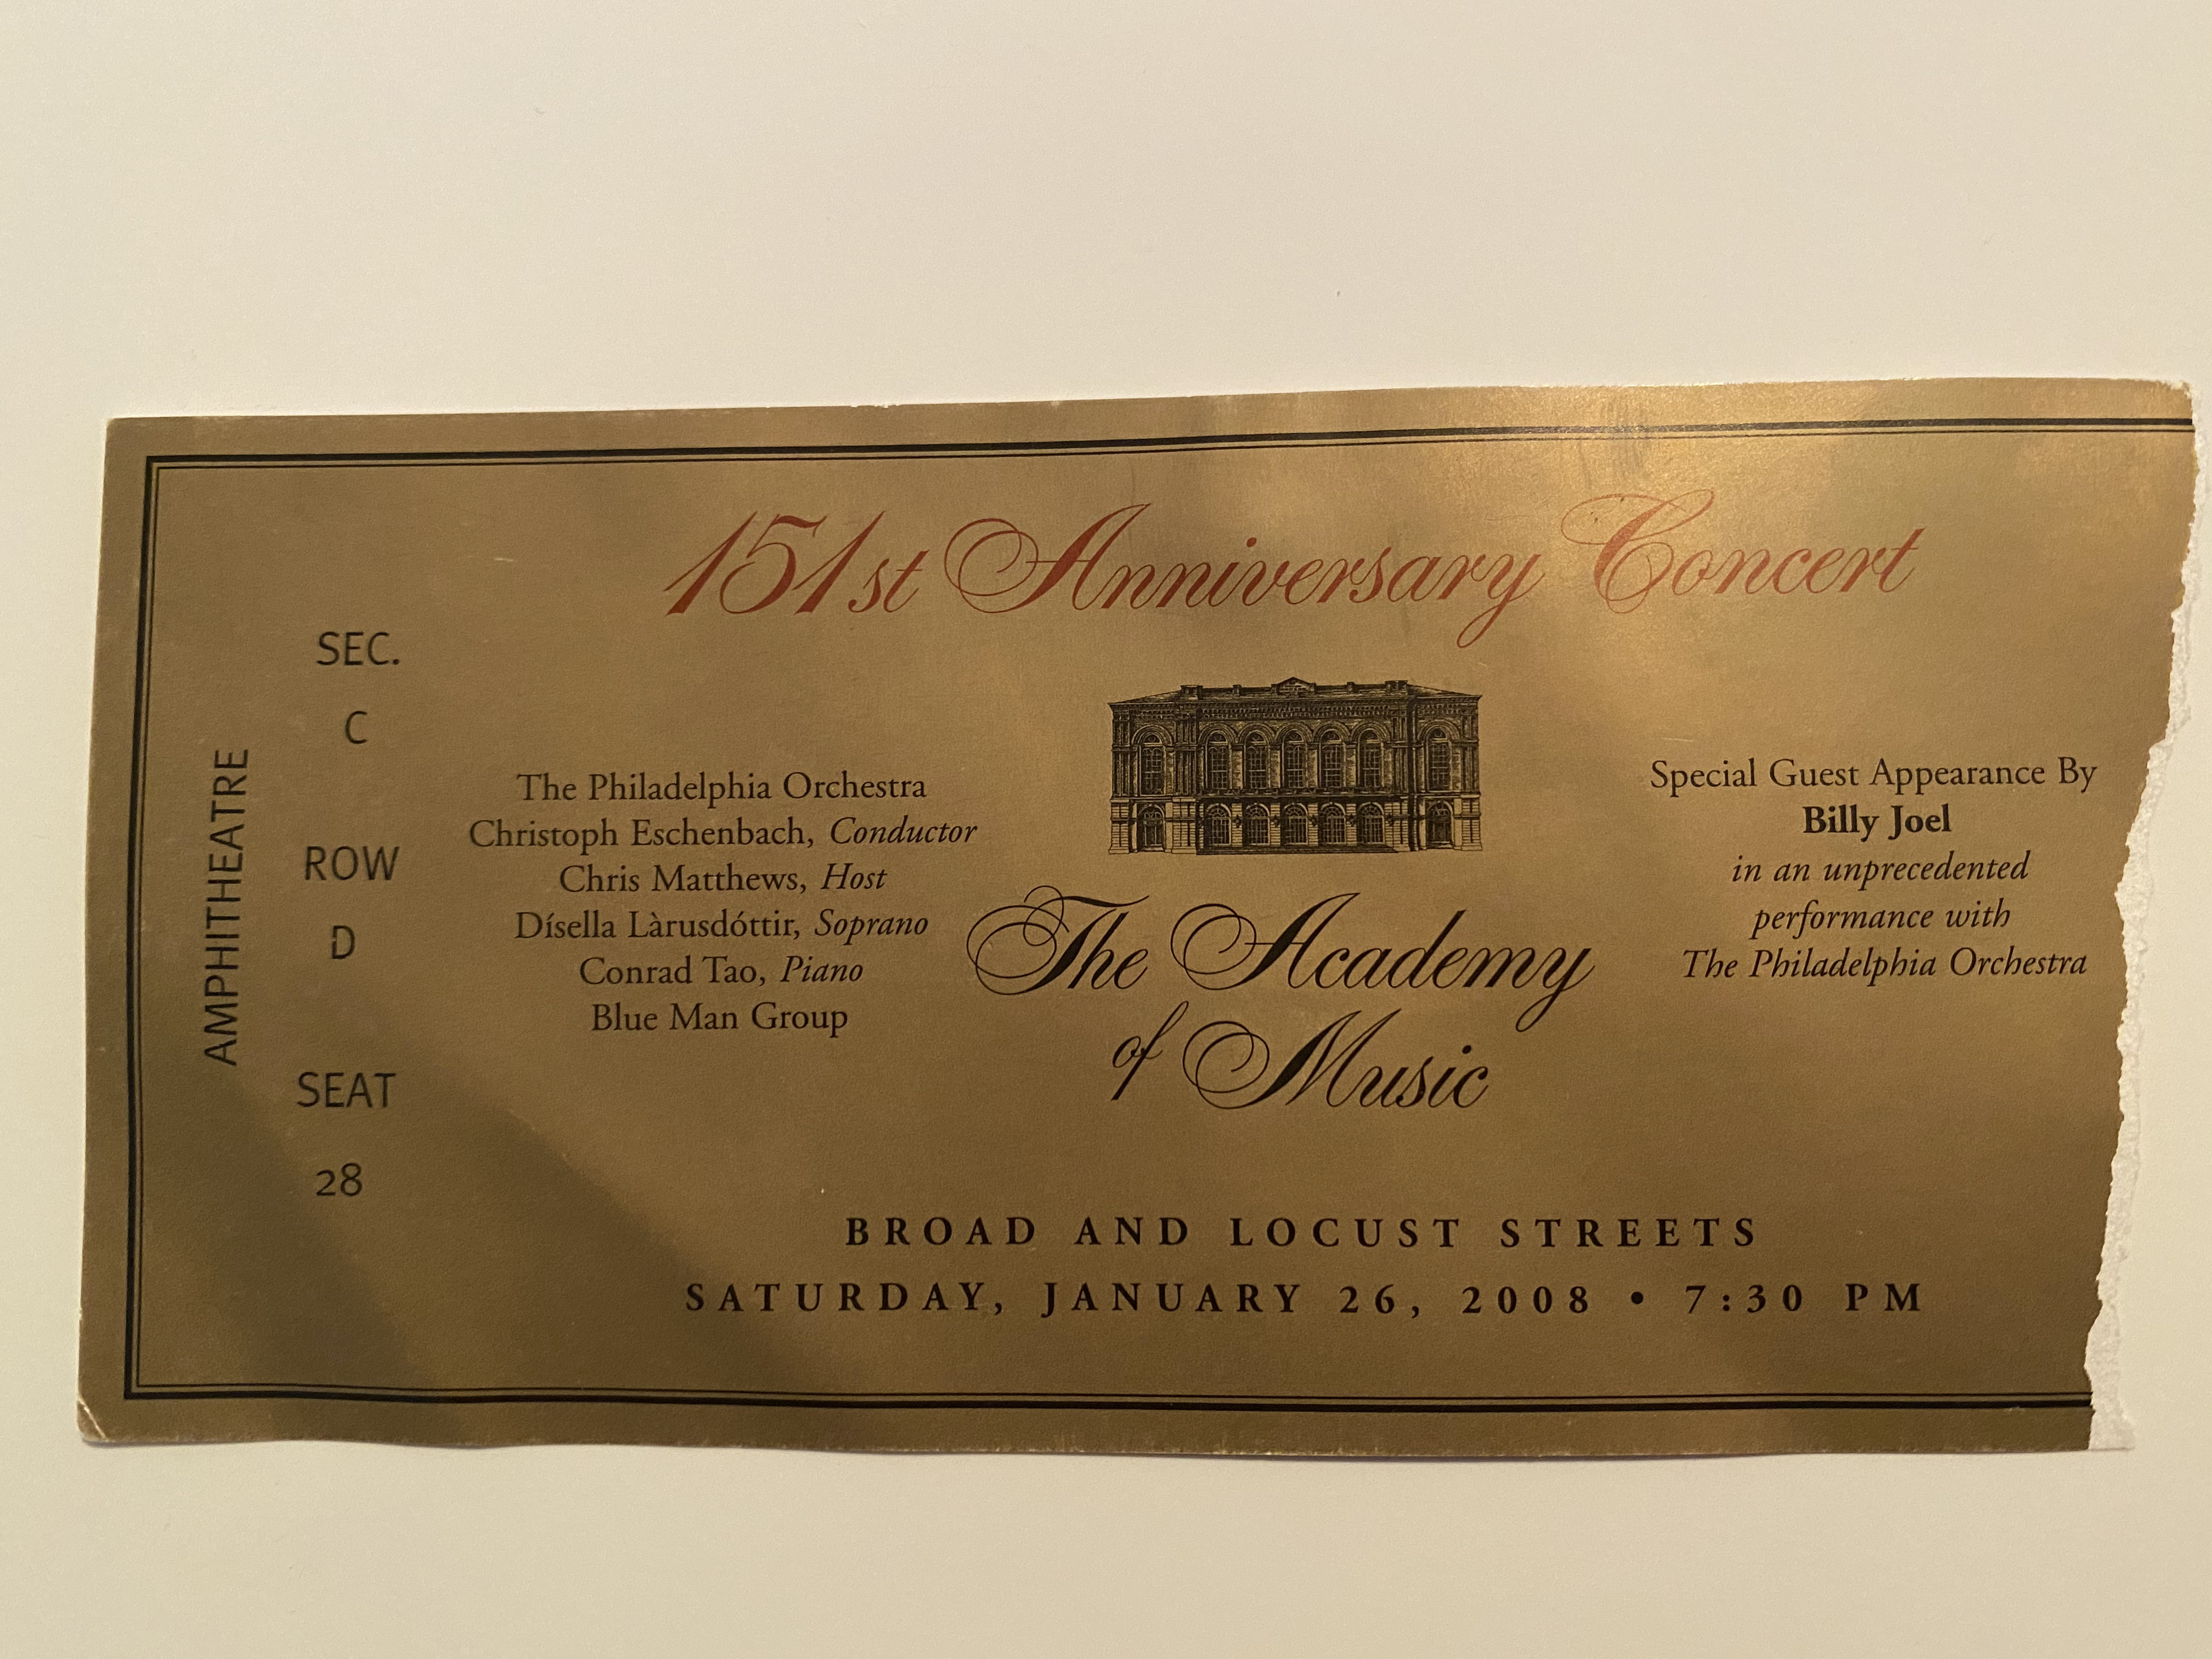 151st Anniversary Concert
AMPHITHEATRE
SEC.
C
ROW
D
SEAT
28
The Philadelphia Orchestra
Christoph Eschenbach, Conductor
Chris Matthews, Host
Dísella Làrusdóttir, Soprano
Conrad Tao, Piano
Blue Man Group
The Academy
of Music
Special Guest Appearance By
Billy Joel
in an unprecedented
performance with
The Philadelphia Orchestra
BROAD AND LOCUST STREETS
SATURDAY, JANUARY 26, 2008 • 7:30 PM